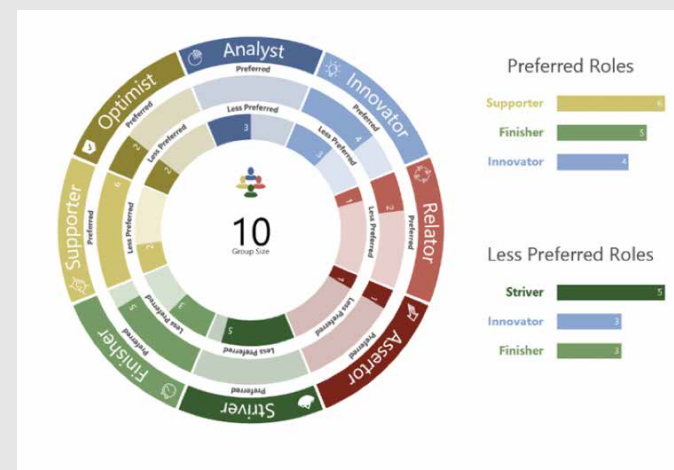 Analyst
Preferred
Less Preferred
3
Innovator
Preferred
4
Less Preferred
3
Relator
Preferred
2
Less Preferred
1
Assertor
Preferred
1
Less Preferred
1
Striver
Preferred
Less Preferred
5
Finisher
Preferred
5
Less Preferred
3
Supporter
Preferred
6
Less Preferred
2
Optimist
Preferred
2
Less Preferred
2
10
Group Size
Preferred Roles
Supporter 6
Finisher 5
Innovator 4
Less Preferred Roles
Striver 5
Innovator 3
Finisher 3